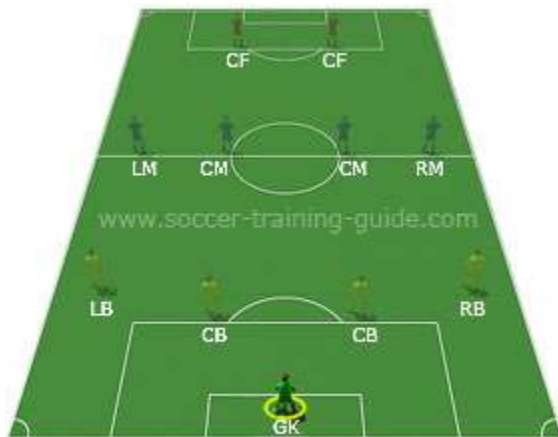 CF CF
LM CM CM RM
www.soccer-training-guide.com
LB RB
CB CB
GK